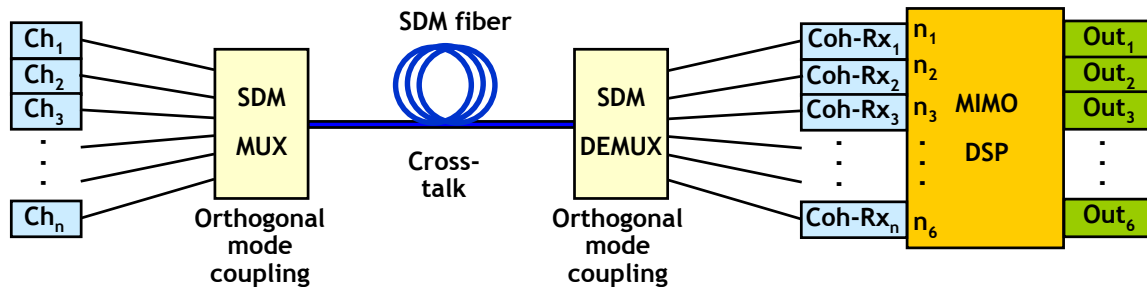 SDM fiber
Ch1
Ch2
Ch3
Chn
SDM
MUX
Orthogonal
mode
coupling
Cross-
talk
SDM
DEMUX
Orthogonal
mode
coupling
Coh-Rx1
Coh-Rx2
Coh-Rx3
Coh-Rxn
n1
n2
n3
n6
MIMO
DSP
Out1
Out2
Out3
Out6